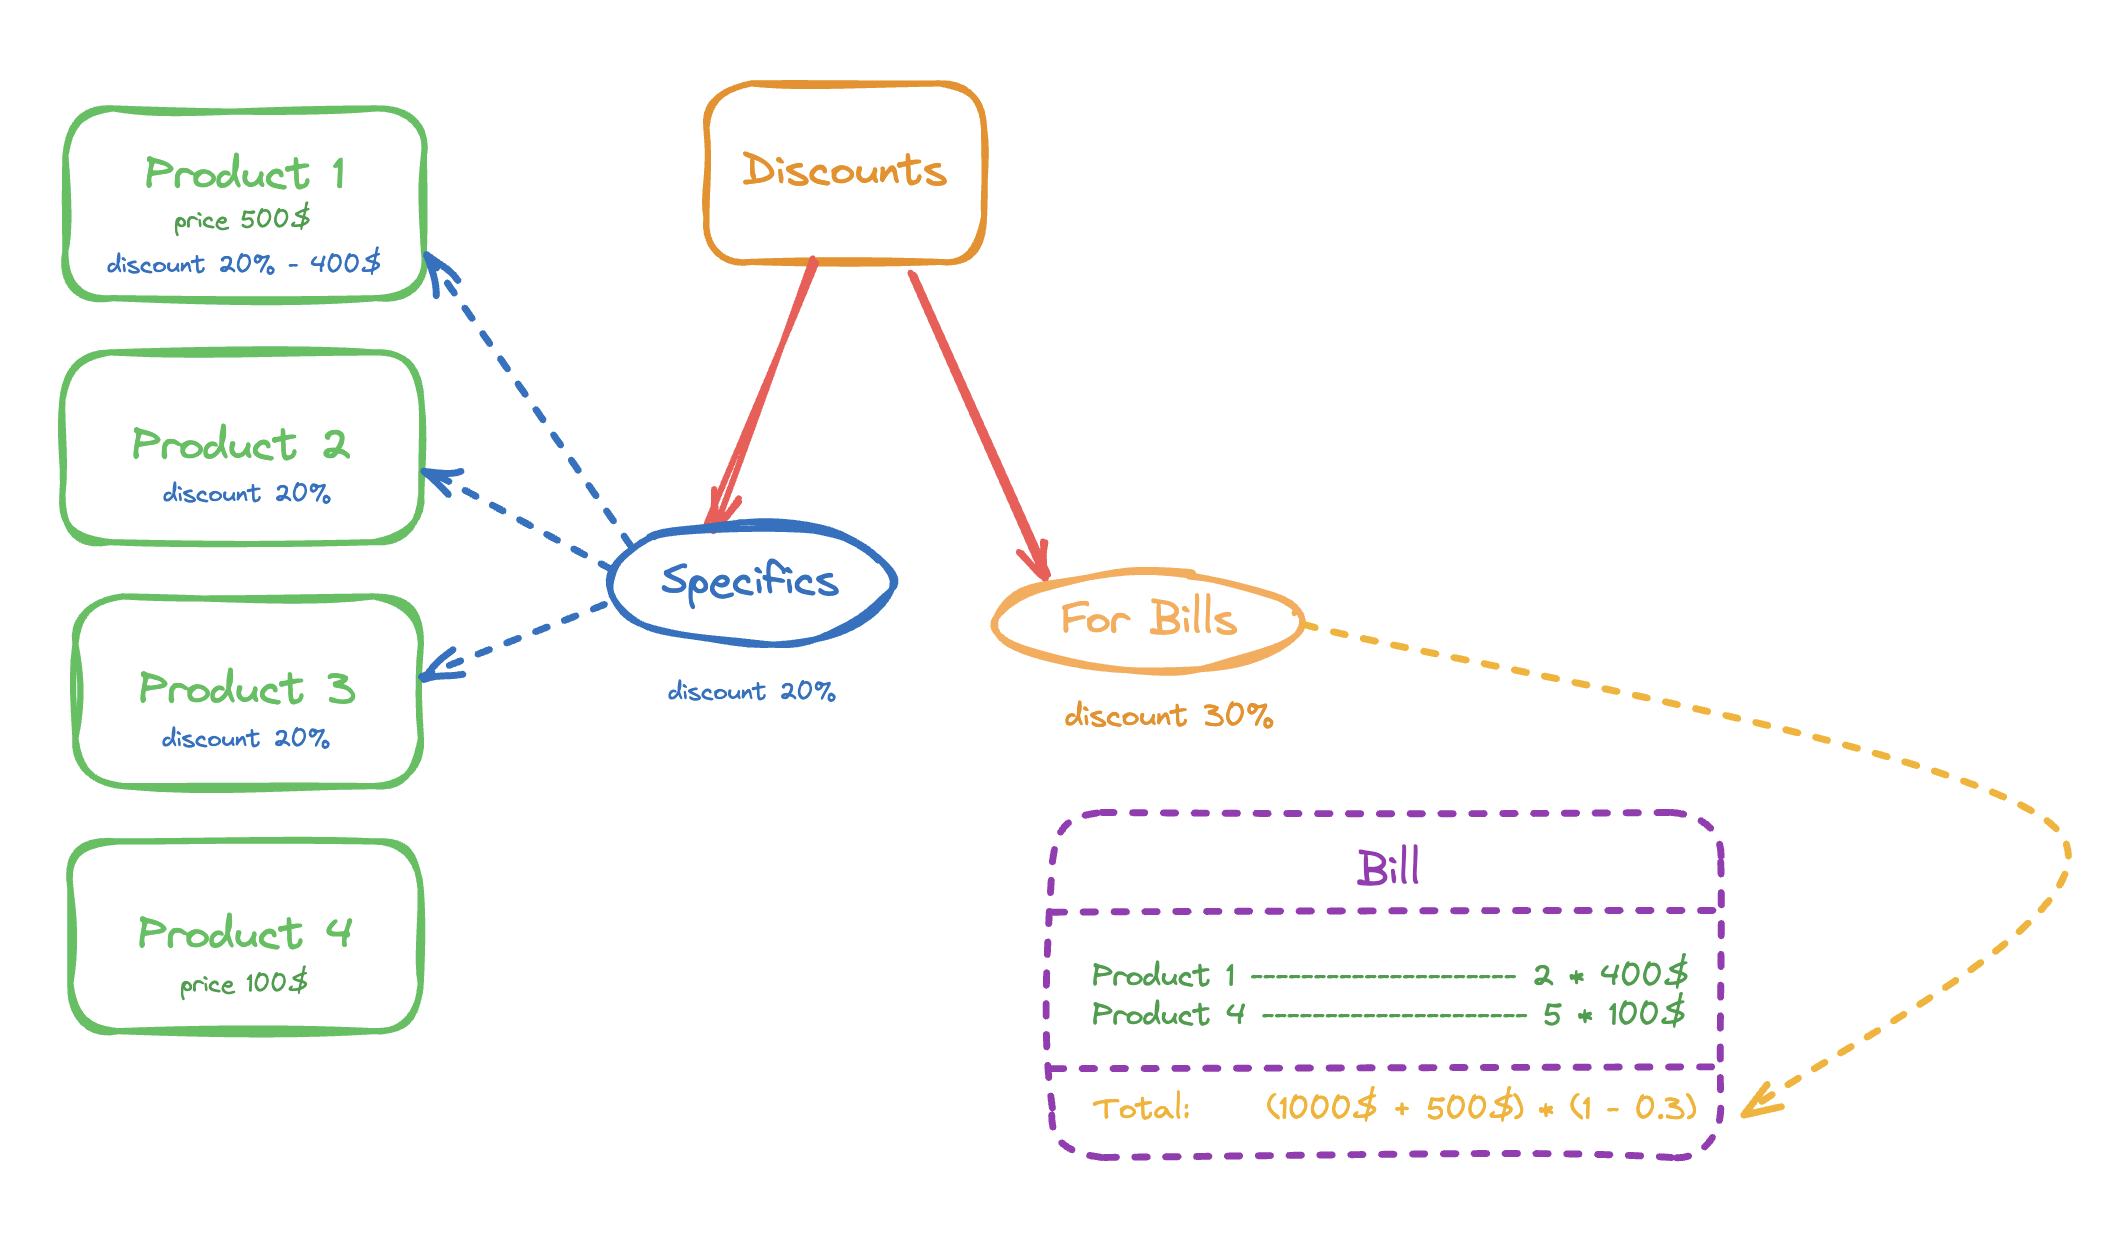 Product 1
price 500$
discount 20% - 400$
Product 2
discount 20%
Product 3
discount 20%
Product 4
price 100$
Discounts
Specifics
discount 20%
For Bills
discount 30%
Bill
Product 1 --------------------- 2 * 400$
Product 4 --------------------- 5 * 100$
Total: (1000$ + 500$) * (1 - 0.3)